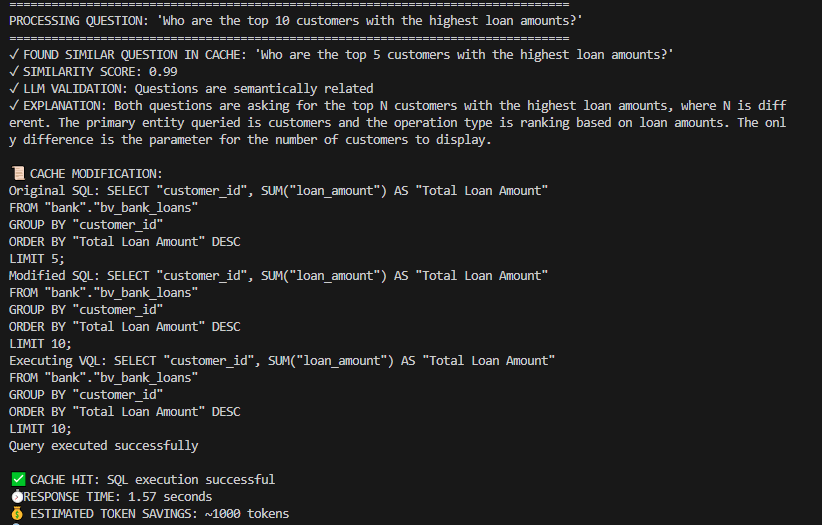 ================================================================================
PROCESSING QUESTION: 'Who are the top 10 customers with the highest loan amounts?'
================================================================================
✓ FOUND SIMILAR QUESTION IN CACHE: 'Who are the top 5 customers with the highest loan amounts?'
✓ SIMILARITY SCORE: 0.99
✓ LLM VALIDATION: Questions are semantically related
✓ EXPLANATION: Both questions are asking for the top N customers with the highest loan amounts, where N is diff
erent. The primary entity queried is customers and the operation type is ranking based on loan amounts. The onl
y difference is the parameter for the number of customers to display.
📜 CACHE MODIFICATION:
Original SQL: SELECT "customer_id", SUM("loan_amount") AS "Total Loan Amount"
FROM "bank"."bv_bank_loans"
GROUP BY "customer_id"
ORDER BY "Total Loan Amount" DESC
LIMIT 5;
Modified SQL: SELECT "customer_id", SUM("loan_amount") AS "Total Loan Amount"
FROM "bank"."bv_bank_loans"
GROUP BY "customer_id"
ORDER BY "Total Loan Amount" DESC
LIMIT 10;
Executing VQL: SELECT "customer_id", SUM("loan_amount") AS "Total Loan Amount"
FROM "bank"."bv_bank_loans"
GROUP BY "customer_id"
ORDER BY "Total Loan Amount" DESC
LIMIT 10;
Query executed successfully
✅ CACHE HIT: SQL execution successful
⏱RESPONSE TIME: 1.57 seconds
💰 ESTIMATED TOKEN SAVINGS: ~1000 tokens